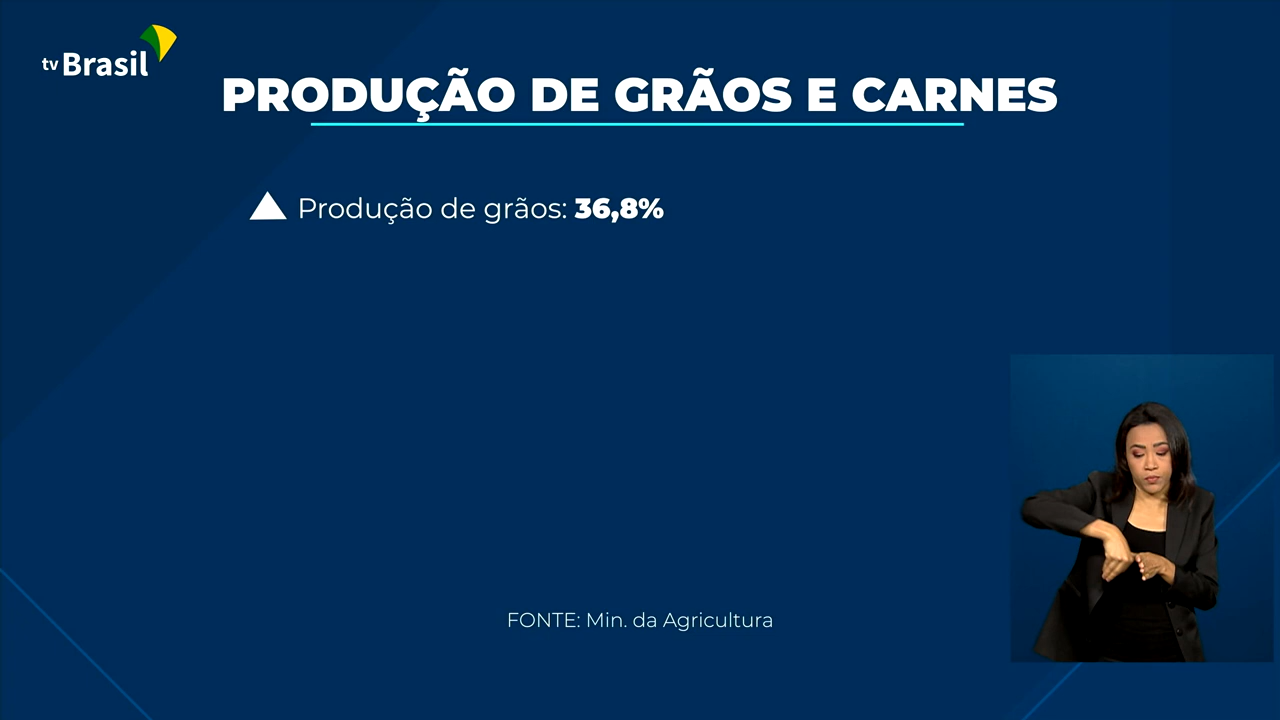 tv Brasil
PRODUÇÃO DE GRÃOS E CARNES
Produção de grãos: 36,8%
FONTE: Min. da Agricultura